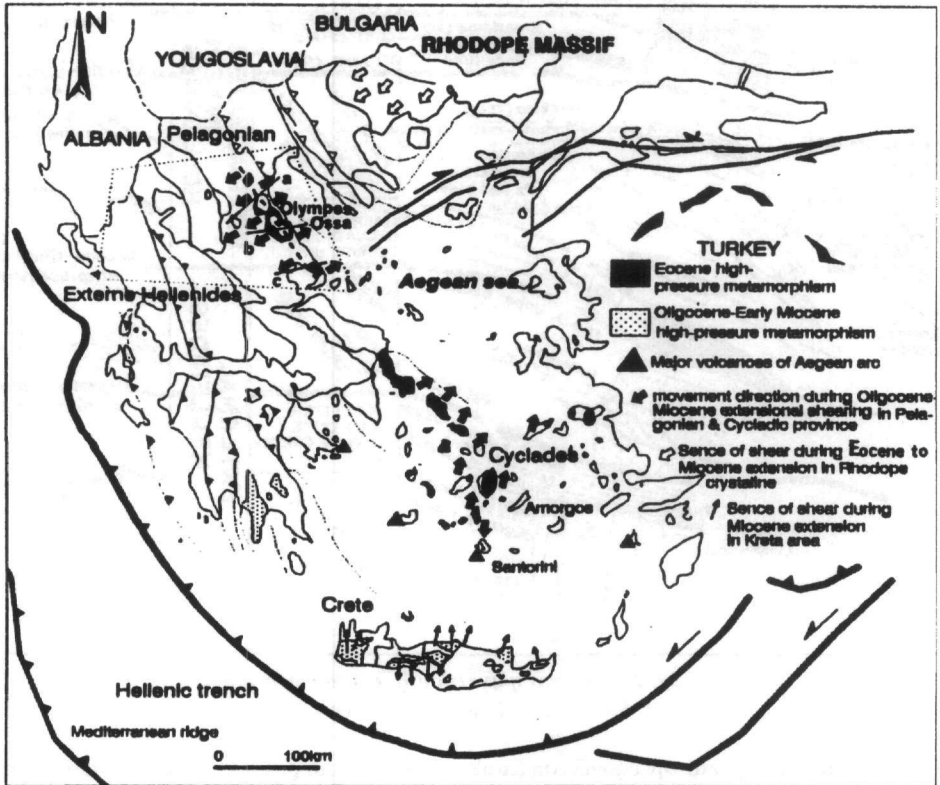 N
BULGARIA
RHODOPE MASSIF
YOUGOSLAVIA
ALBANIA
Pelagonian
a
Olympos
Ossa
b
c
Aegean sea
Externe Hellenides
TURKEY
Eocene high-
pressure metamorphism
Oligocene-Early Miocene
high-pressure metamorphism
Major volcanoes of Aegean arc
movement direction during Oligocene-
Miocene extensional shearing in Pela-
gonian & Cycladic province
Sence of shear during Eocene to
Miocene extension in Rhodope
crystalline
Sence of shear during
Miocene extension
in Kreta area
Cyclades
Amorgos
Santorini
Crete
Hellenic trench
Mediterranean ridge
0 100km